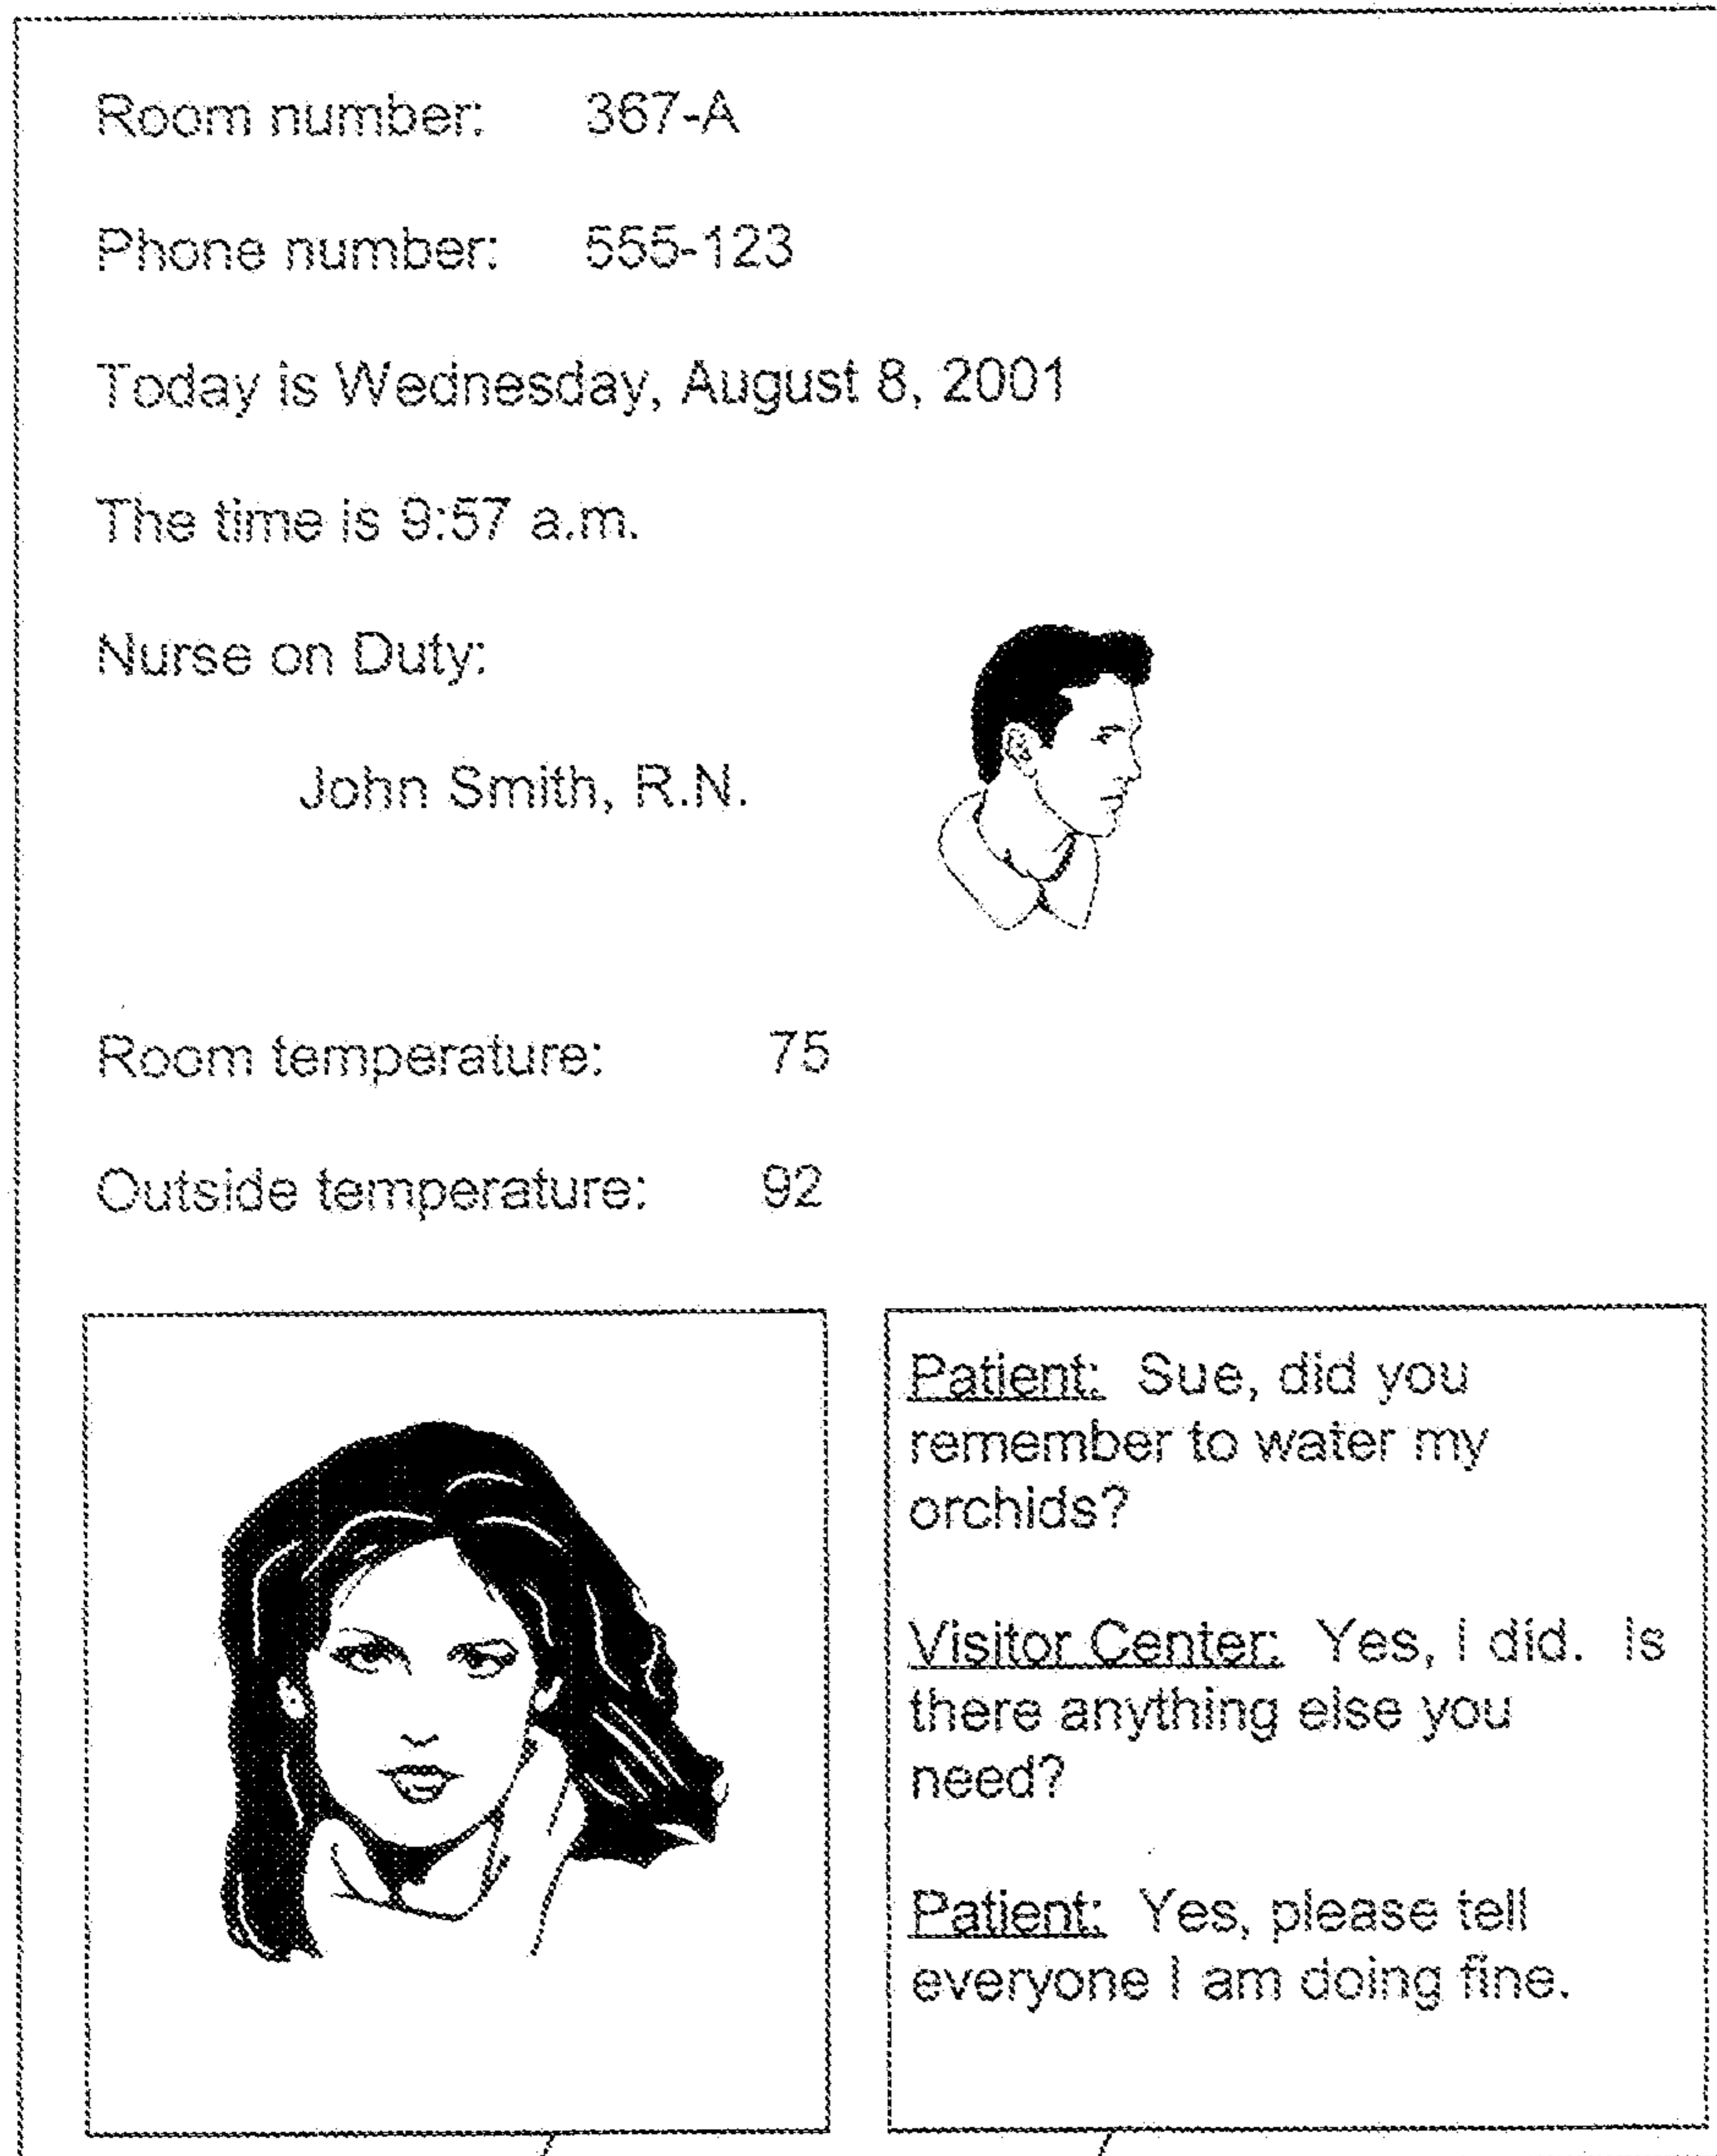 Room number: 367-A
Phone number: 555-123
Today is Wednesday, August 8, 2001
The time is 9:57 a.m.
Nurse on Duty:
John Smith, R.N.
Room temperature: 75
Outside temperature: 92
Patient: Sue, did you
remember to water my
orchids?
Visitor Center: Yes, I did. Is
there anything else you
need?
Patient: Yes, please tell
everyone I am doing fine.